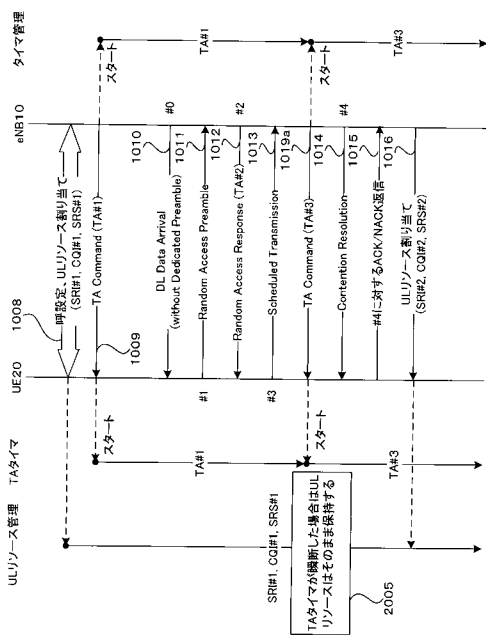 タイマ管理
eNB10
UE20
TAタイマ
ULリソース管理
1008
呼設定、ULリソース割り当て
(SRI#1, CQI#1, SRS#1)
TA Command (TA#1)
1009
スタート
スタート
TA#1
TA#1
DL Data Arrival
(without Dedicated Preamble)
1010
#0
Random Access Preamble
1011
#1
Random Access Response (TA#2)
1012
#2
Scheduled Transmission
1013
#3
SRI#1, CQI#1, SRS#1
TA Command (TA#3)
1019a
スタート
スタート
TA#3
TA#3
TAタイマが瞬断した場合はUL
リソースはそのまま保持する
2005
Contention Resolution
1014
#4
#4に対するACK/NACK返信
1015
ULリソース割り当て
(SRI#2, CQI#2, SRS#2)
1016